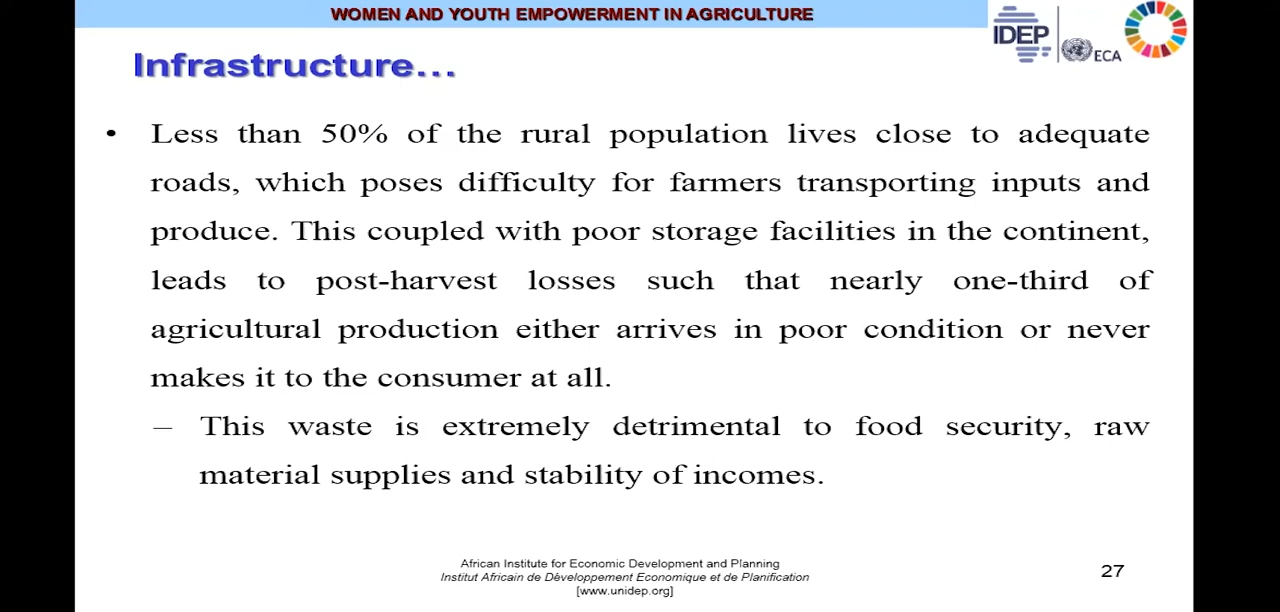 WOMEN AND YOUTH EMPOWERMENT IN AGRICULTURE
IDEP
ECA
Infrastructure…
• Less than 50% of the rural population lives close to adequate
roads, which poses difficulty for farmers transporting inputs and
produce. This coupled with poor storage facilities in the continent,
leads to post-harvest losses such that nearly one-third of
agricultural production either arrives in poor condition or never
makes it to the consumer at all.
– This waste is extremely detrimental to food security, raw
material supplies and stability of incomes.
African Institute for Economic Development and Planning
Institut Africain de Développement Economique et de Planification
[www.unidep.org]
27